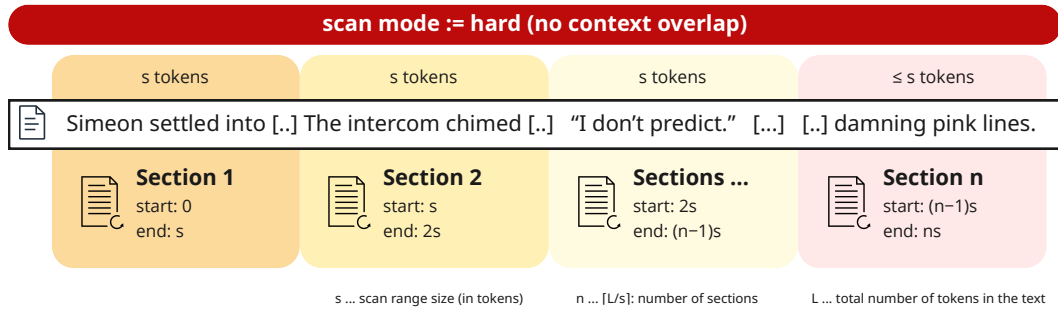 scan mode := hard (no context overlap)
s tokens
s tokens
s tokens
≤ s tokens
Simeon settled into [..] The intercom chimed [..] “I don’t predict.” [...] [..] damning pink lines.
Section 1
start: 0
end: s
Section 2
start: s
end: 2s
Sections ...
start: 2s
end: (n−1)s
Section n
start: (n−1)s
end: ns
s ... scan range size (in tokens)
n ... ⌈L/s⌉: number of sections
L ... total number of tokens in the text